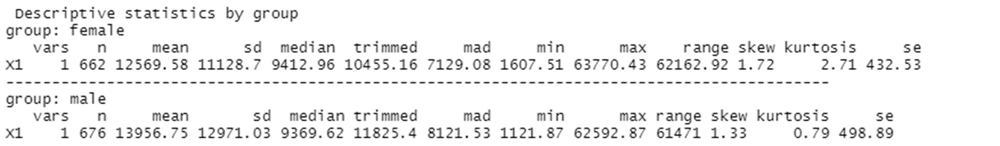 Descriptive statistics by group
group: female
   vars   n     mean      sd  median  trimmed     mad     min      max    range skew kurtosis     se
X1    1 662 12569.58 11128.7 9412.96 10455.16 7129.08 1607.51 63770.43 62162.92 1.72     2.71 432.53
------------------------------------------------------------------------------------------
group: male
   vars   n     mean       sd  median trimmed     mad     min      max range skew kurtosis     se
X1    1 676 13956.75 12971.03 9369.62 11825.4 8121.53 1121.87 62592.87 61471 1.33     0.79 498.89